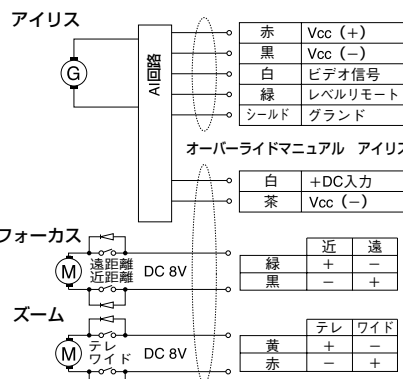 アイリス
G
AI回路
赤 Vcc（+）
黒 Vcc（−）
白 ビデオ信号
緑 レベルリモート
シールド グランド
オーバーライドマニュアル アイリス
白 +DC入力
茶 Vcc（−）
フォーカス
M
遠距離
近距離
DC 8V
近 遠
緑 + −
黒 − +
ズーム
M
テレ
ワイド
DC 8V
テレ ワイド
黄 + −
赤 − +